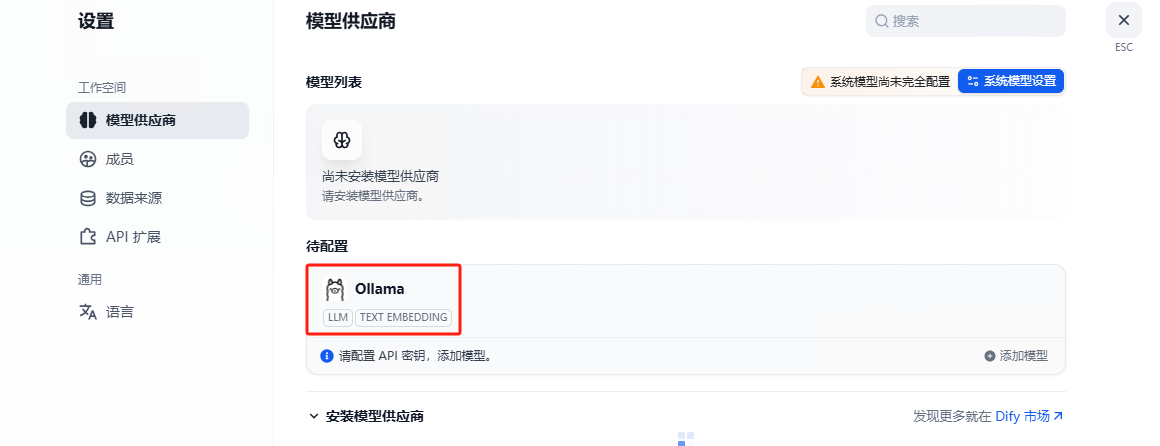 设置
工作空间
模型供应商
成员
数据来源
API 扩展
通用
语言
模型供应商
搜索
ESC
模型列表
系统模型尚未完全配置
系统模型设置
尚未安装模型供应商
请安装模型供应商。
待配置
Ollama
LLM TEXT EMBEDDING
请配置 API 密钥，添加模型。
添加模型
安装模型供应商
发现更多就在 Dify 市场